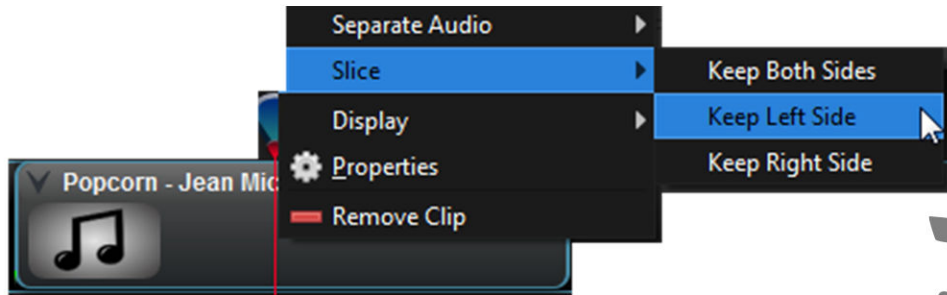 Separate Audio
Slice
Keep Both Sides
Keep Left Side
Display
Keep Right Side
Properties
Popcorn - Jean Mic
Remove Clip